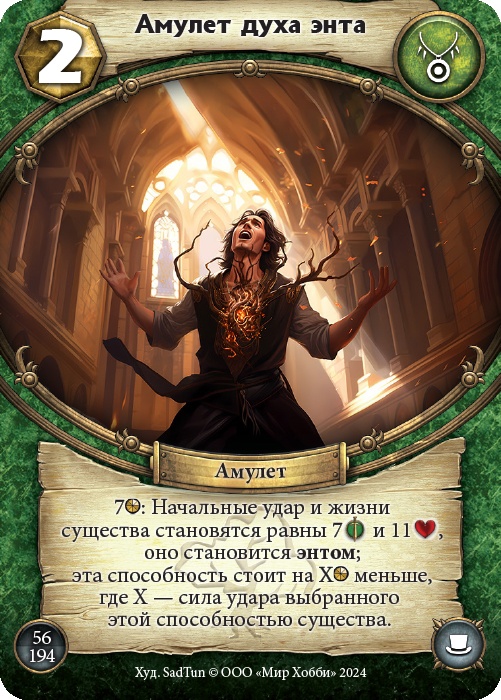 2
Амулет духа энта
Амулет
7: Начальные удар и жизни
существа становятся равны 7 и 11,
оно становится энтом;
эта способность стоит на X меньше,
где X — сила удара выбранного
этой способностью существа.
56
194
Худ. SadTun © ООО «Мир Хобби» 2024